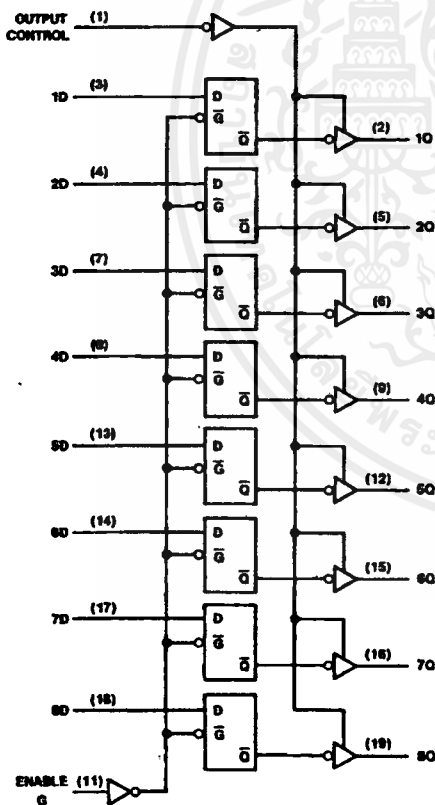 OUTPUT
CONTROL (1)
1D (3) D
G̅
Q̅ (2) 1Q
2D (4) D
G̅
Q̅ (5) 2Q
3D (7) D
G̅
Q̅ (6) 3Q
4D (8) D
G̅
Q̅ (9) 4Q
5D (13) D
G̅
Q̅ (12) 5Q
6D (14) D
G̅
Q̅ (15) 6Q
7D (17) D
G̅
Q̅ (16) 7Q
8D (18) D
G̅
Q̅ (19) 8Q
ENABLE
G (11)